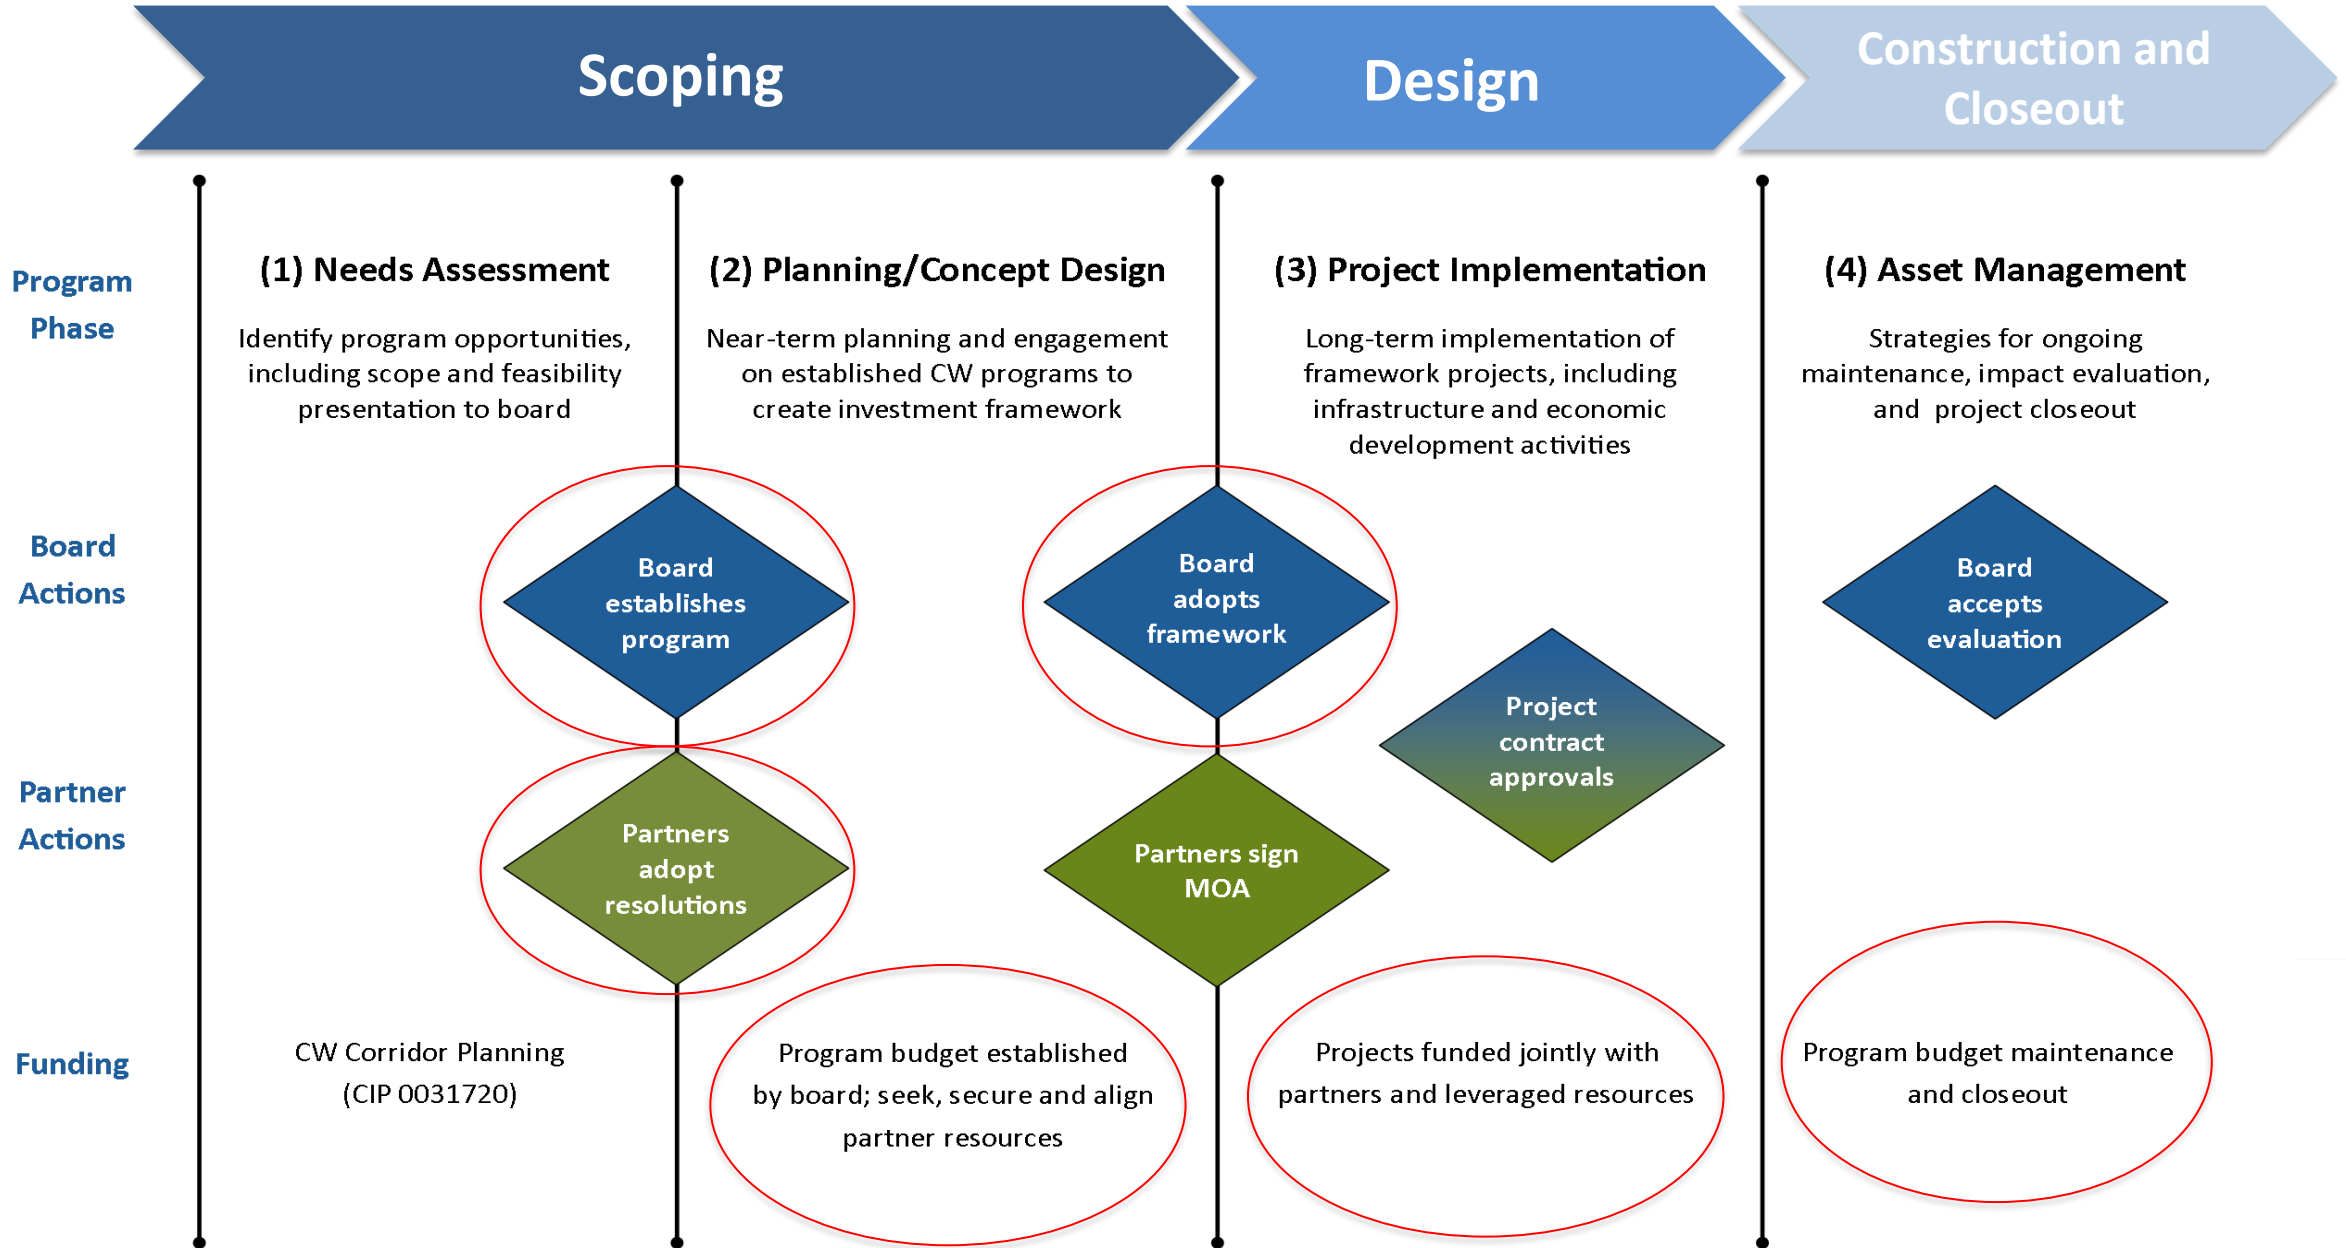 Scoping
Design
Construction and
Closeout
Program
Phase
(1) Needs Assessment
Identify program opportunities,
including scope and feasibility
presentation to board
(2) Planning/Concept Design
Near-term planning and engagement
on established CW programs to
create investment framework
(3) Project Implementation
Long-term implementation of
framework projects, including
infrastructure and economic
development activities
(4) Asset Management
Strategies for ongoing
maintenance, impact evaluation,
and project closeout
Board
Actions
Board
establishes
program
Board
adopts
framework
Board
accepts
evaluation
Project
contract
approvals
Partner
Actions
Partners
adopt
resolutions
Partners sign
MOA
Funding
CW Corridor Planning
(CIP 0031720)
Program budget established
by board; seek, secure and align
partner resources
Projects funded jointly with
partners and leveraged resources
Program budget maintenance
and closeout